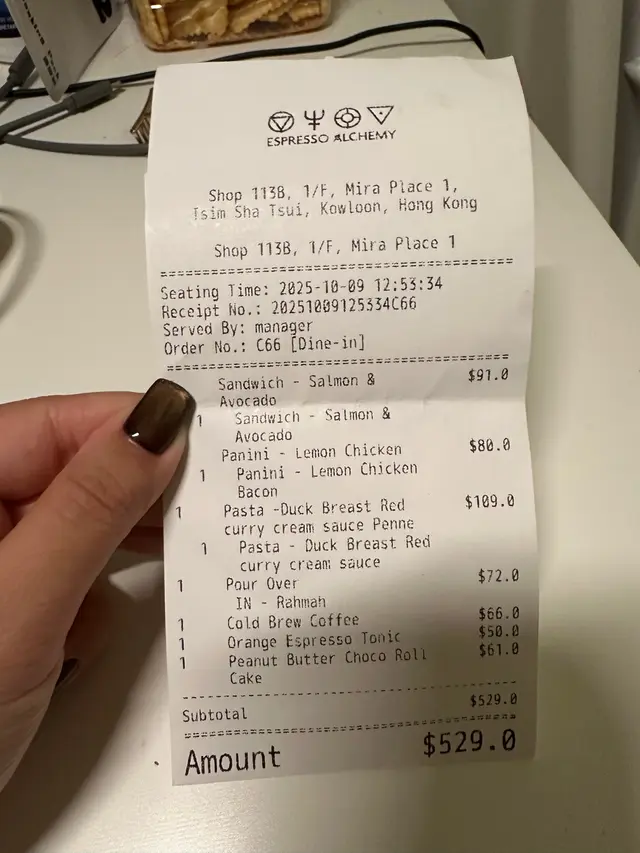 ESPRESSO ALCHEMY
Shop 113B, 1/F, Mira Place 1,
Tsim Sha Tsui, Kowloon, Hong Kong
Shop 113B, 1/F, Mira Place 1
Seating Time: 2025-10-09 12:53:34
Receipt No.: 20251009125334C66
Served By: manager
Order No.: C66 [Dine-in]
Sandwich - Salmon & $91.0
Avocado
1 Sandwich - Salmon &
Avocado
Panini - Lemon Chicken $80.0
1 Panini - Lemon Chicken
Bacon
1 Pasta -Duck Breast Red $109.0
curry cream sauce Penne
1 Pasta - Duck Breast Red
curry cream sauce
1 Pour Over $72.0
IN - Rahmah
1 Cold Brew Coffee $66.0
1 Orange Espresso Tonic $50.0
1 Peanut Butter Choco Roll $61.0
Cake
Subtotal $529.0
Amount $529.0